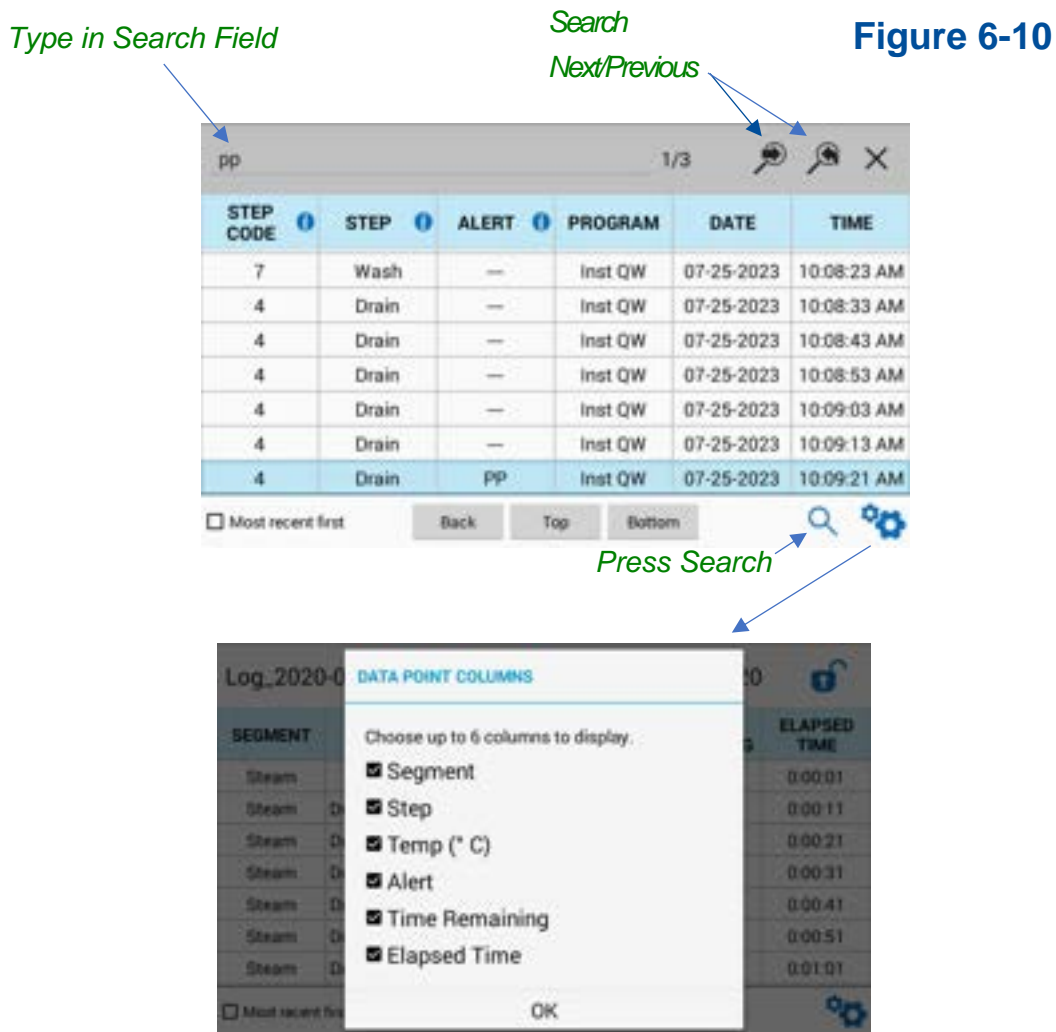 Type in Search Field
Search
Next/Previous
Figure 6-10
pp 1/3
STEP CODE STEP ALERT PROGRAM DATE TIME
7 Wash — Inst QW 07-25-2023 10:08:23 AM
4 Drain — Inst QW 07-25-2023 10:08:33 AM
4 Drain — Inst QW 07-25-2023 10:08:43 AM
4 Drain — Inst QW 07-25-2023 10:08:53 AM
4 Drain — Inst QW 07-25-2023 10:09:03 AM
4 Drain — Inst QW 07-25-2023 10:09:13 AM
4 Drain PP Inst QW 07-25-2023 10:09:21 AM
Most recent first Back Top Bottom
Press Search
Log_2020-0
DATA POINT COLUMNS
SEGMENT
ELAPSED
TIME
Choose up to 6 columns to display.
Segment
Step
Temp (° C)
Alert
Time Remaining
Elapsed Time
OK
Steam 0:00:01
Steam 0:00:11
Steam 0:00:21
Steam 0:00:31
Steam 0:00:41
Steam 0:00:51
Steam 0:01:01
Most recent